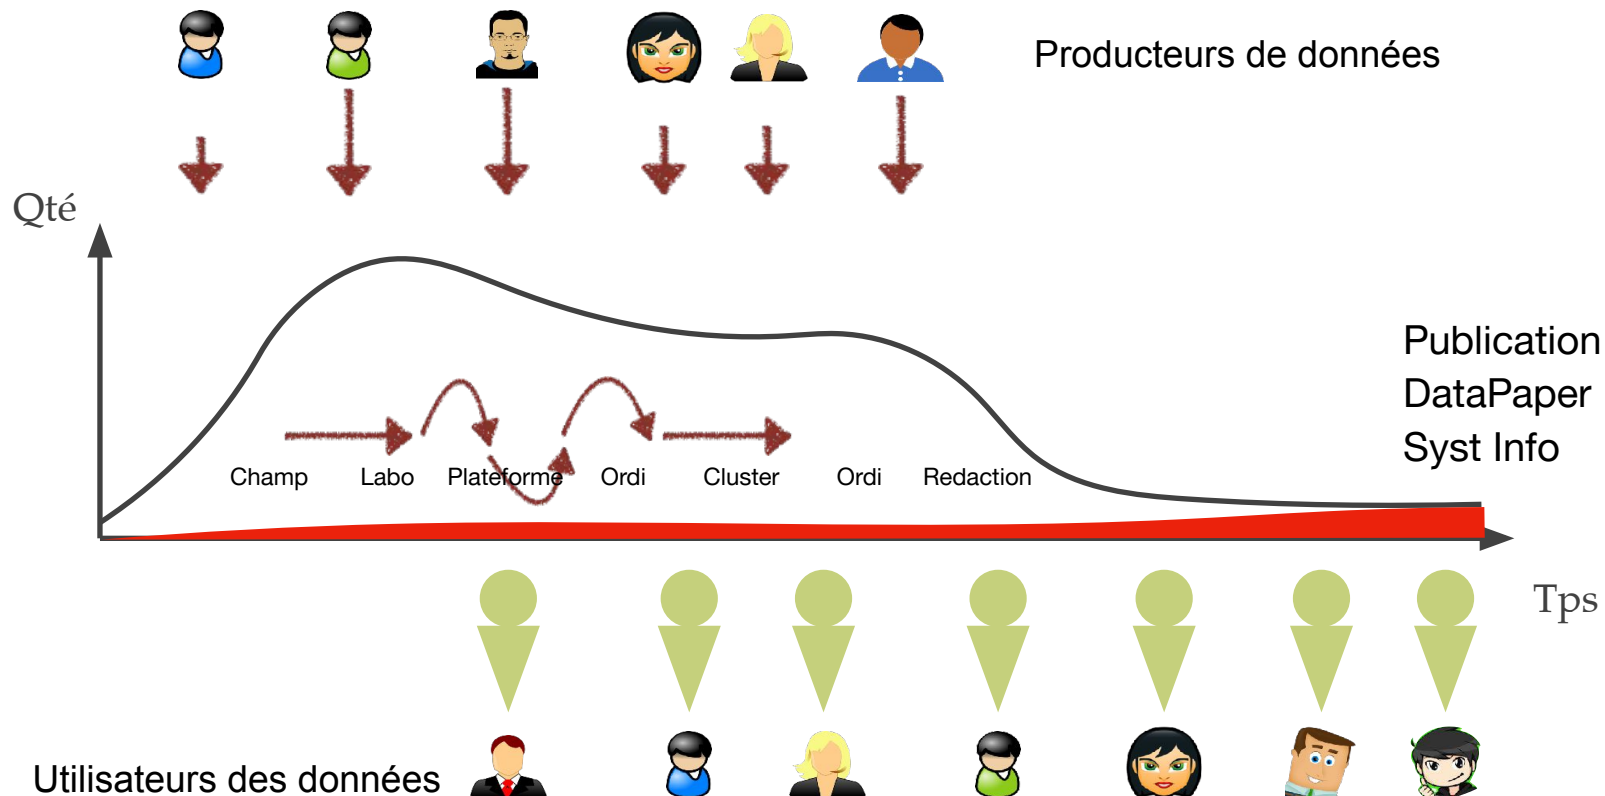 Producteurs de données
Qté
Publication
DataPaper
Syst Info
Champ Labo Plateforme Ordi Cluster Ordi Redaction
Tps
Utilisateurs des données